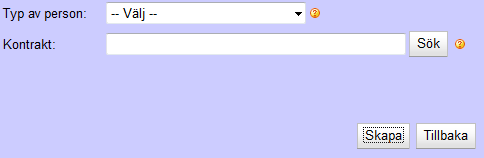 Typ av person: -- Välj --
Kontrakt: Sök
Skapa Tillbaka